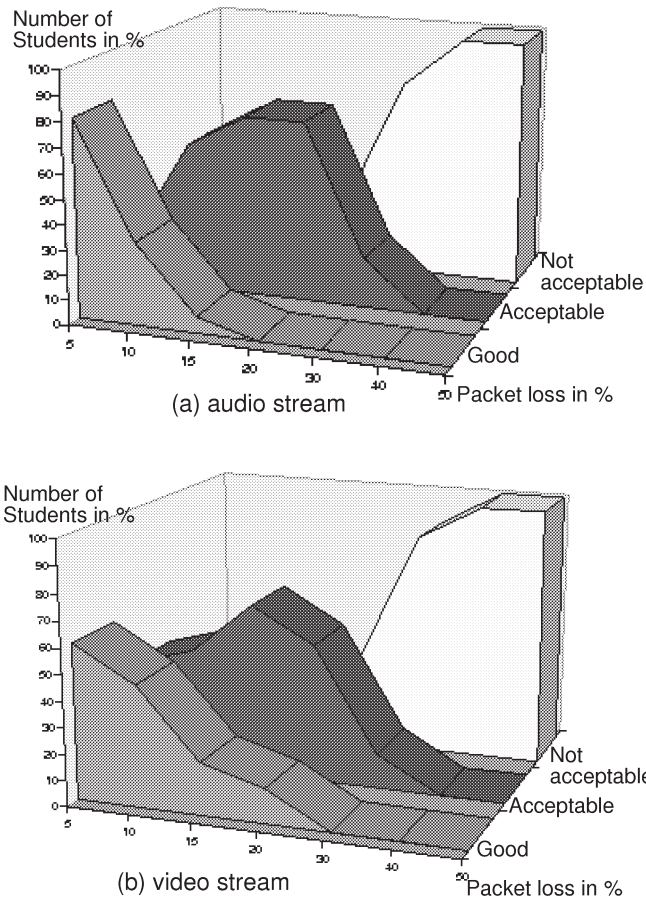 Number of
Students in %
100
90
80
70
60
50
40
30
20
10
0
5
10
15
20
30
40
50
Not
acceptable
Acceptable
Good
Packet loss in %
(a) audio stream
Number of
Students in %
100
90
80
70
60
50
40
30
20
10
0
5
10
15
20
30
40
50
Not
acceptable
Acceptable
Good
Packet loss in %
(b) video stream